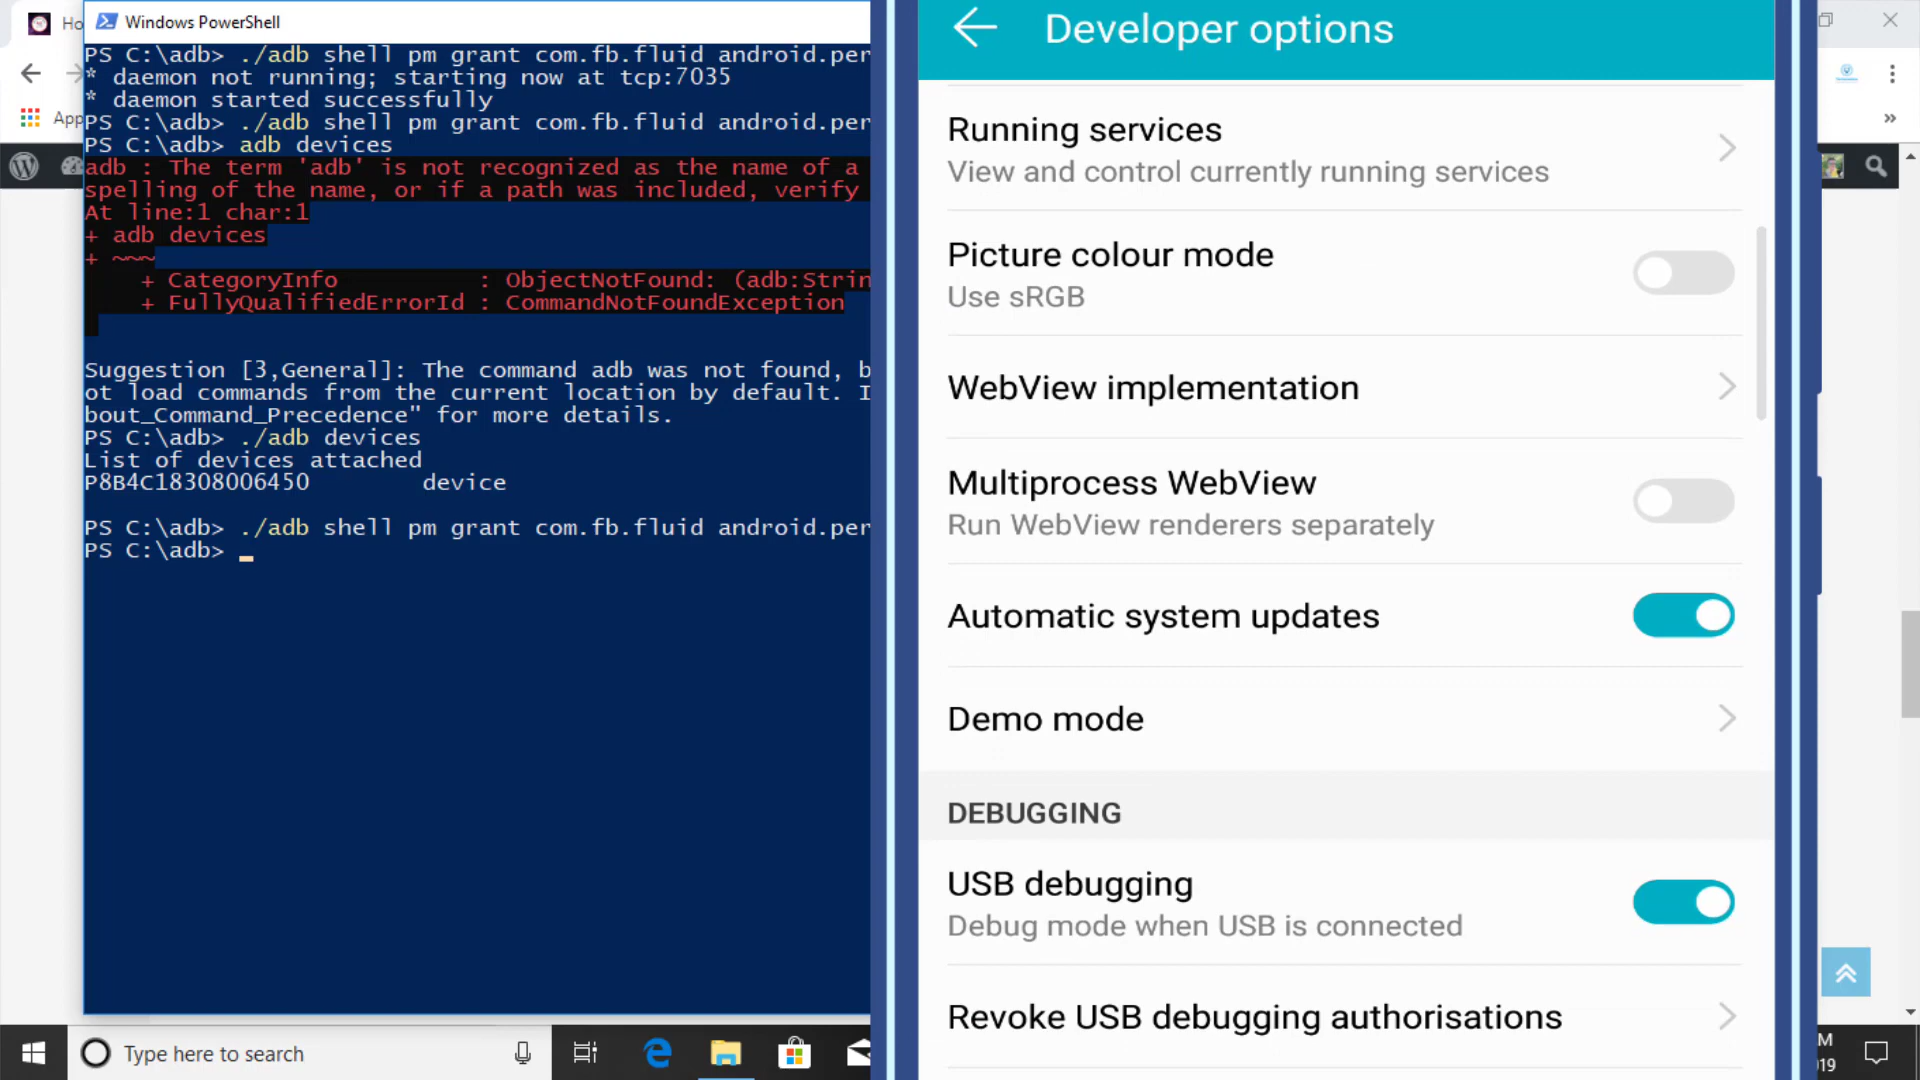 Ho
Windows PowerShell
App
PS C:\adb> ./adb shell pm grant com.fb.fluid android.per
* daemon not running; starting now at tcp:7035
* daemon started successfully
PS C:\adb> ./adb shell pm grant com.fb.fluid android.per
PS C:\adb> adb devices
adb : The term 'adb' is not recognized as the name of a
spelling of the name, or if a path was included, verify
At line:1 char:1
+ adb devices
+ ~~~
+ CategoryInfo : ObjectNotFound: (adb:Strin
+ FullyQualifiedErrorId : CommandNotFoundException
Suggestion [3,General]: The command adb was not found, b
ot load commands from the current location by default. I
bout_Command_Precedence" for more details.
PS C:\adb> ./adb devices
List of devices attached
P8B4C18308006450 device
PS C:\adb> ./adb shell pm grant com.fb.fluid android.per
PS C:\adb>
Developer options
Running services
View and control currently running services
Picture colour mode
Use sRGB
WebView implementation
Multiprocess WebView
Run WebView renderers separately
Automatic system updates
Demo mode
DEBUGGING
USB debugging
Debug mode when USB is connected
Revoke USB debugging authorisations
Type here to search
M
19